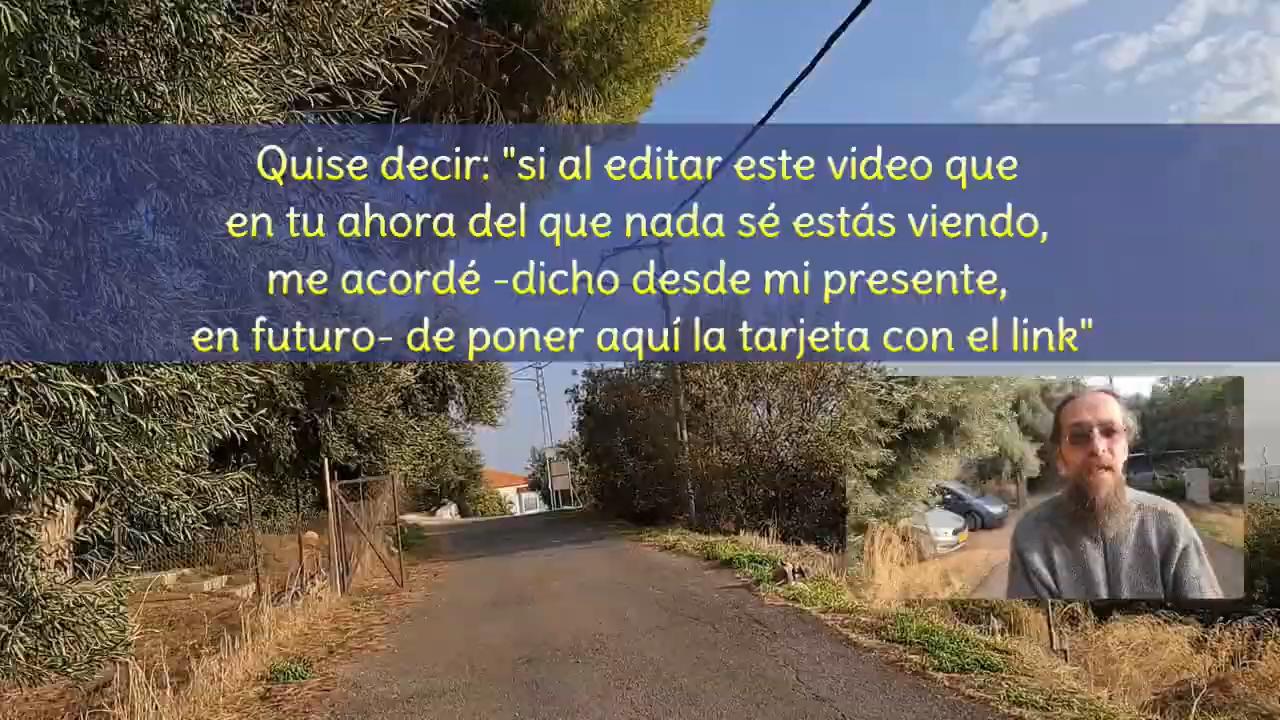 Quise decir: "si al editar este video que
en tu ahora del que nada sé estás viendo,
me acordé -dicho desde mi presente,
en futuro- de poner aquí la tarjeta con el link"